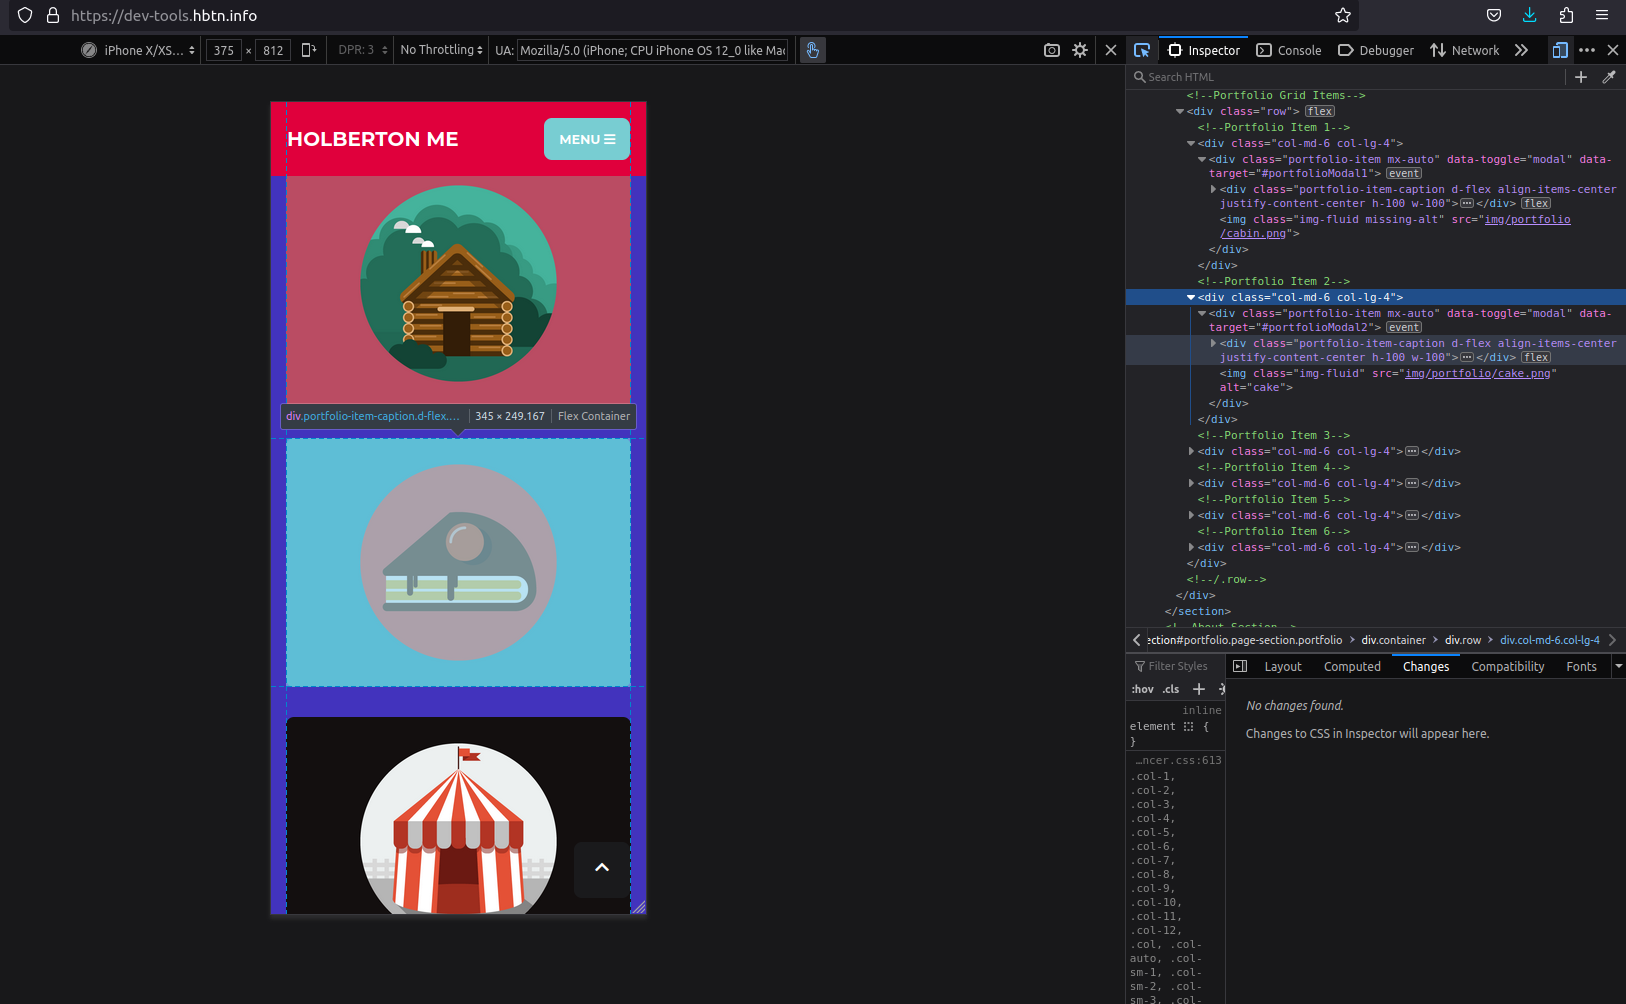 https://dev-tools.hbtn.info
iPhone X/XS... 375 × 812 DPR: 3 No Throttling UA: Mozilla/5.0 (iPhone; CPU iPhone OS 12_0 like Mac
Inspector Console Debugger Network
HOLBERTON ME
MENU
div.portfolio-item-caption.d-flex.... 345 × 249.167 Flex Container
Search HTML
<!--Portfolio Grid Items-->
<div class="row"> flex
<!--Portfolio Item 1-->
<div class="col-md-6 col-lg-4">
<div class="portfolio-item mx-auto" data-toggle="modal" data-
target="#portfolioModal1"> event
<div class="portfolio-item-caption d-flex align-items-center
justify-content-center h-100 w-100">···</div> flex
<img class="img-fluid missing-alt" src="img/portfolio
/cabin.png">
</div>
</div>
<!--Portfolio Item 2-->
<div class="col-md-6 col-lg-4">
<div class="portfolio-item mx-auto" data-toggle="modal" data-
target="#portfolioModal2"> event
<div class="portfolio-item-caption d-flex align-items-center
justify-content-center h-100 w-100">···</div> flex
<img class="img-fluid" src="img/portfolio/cake.png"
alt="cake">
</div>
</div>
<!--Portfolio Item 3-->
<div class="col-md-6 col-lg-4">···</div>
<!--Portfolio Item 4-->
<div class="col-md-6 col-lg-4">···</div>
<!--Portfolio Item 5-->
<div class="col-md-6 col-lg-4">···</div>
<!--Portfolio Item 6-->
<div class="col-md-6 col-lg-4">···</div>
</div>
<!--/.row-->
</div>
</section>
<!--About Section-->
ection#portfolio.page-section.portfolio > div.container > div.row > div.col-md-6.col-lg-4
Filter Styles
:hov .cls +
inline
element {
}
...ncer.css:613
.col-1,
.col-2,
.col-3,
.col-4,
.col-5,
.col-6,
.col-7,
.col-8,
.col-9,
.col-10,
.col-11,
.col-12,
.col, .col-
auto, .col-
sm-1, .col-
sm-2, .col-
sm-3, .col-
Layout Computed Changes Compatibility Fonts
No changes found.
Changes to CSS in Inspector will appear here.